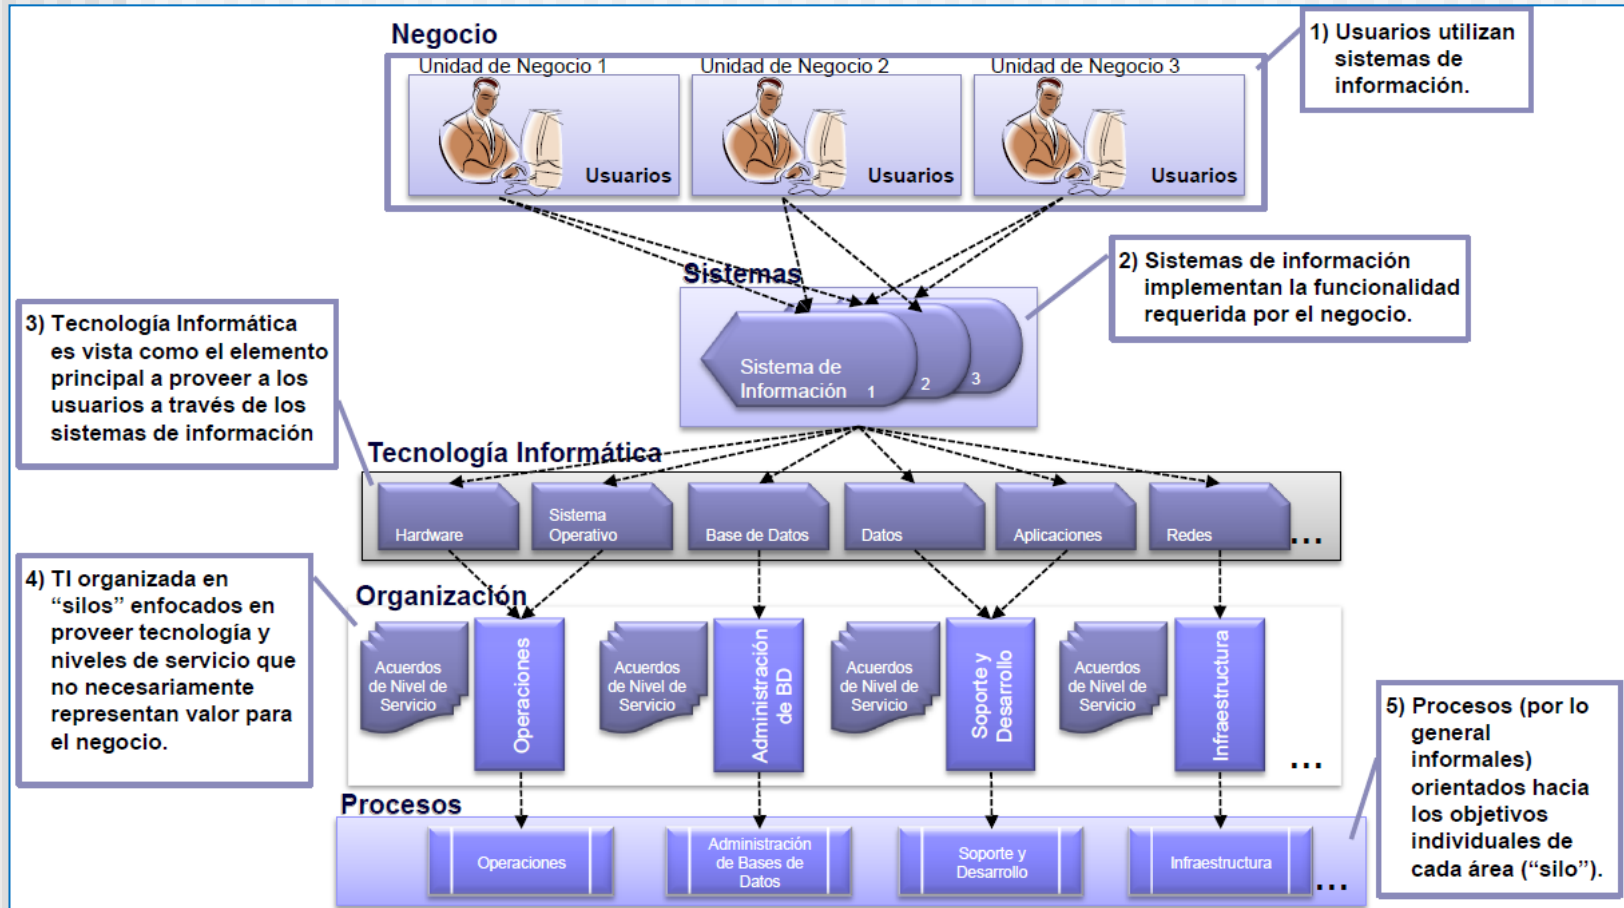 Negocio
Unidad de Negocio 1
Unidad de Negocio 2
Unidad de Negocio 3
Usuarios
Usuarios
Usuarios
1) Usuarios utilizan
sistemas de
información.
Sistemas
Sistema de
Información 1
2
3
2) Sistemas de información
implementan la funcionalidad
requerida por el negocio.
3) Tecnología Informática
es vista como el elemento
principal a proveer a los
usuarios a través de los
sistemas de información
Tecnología Informática
Hardware
Sistema
Operativo
Base de Datos
Datos
Aplicaciones
Redes
...
4) TI organizada en
“silos” enfocados en
proveer tecnología y
niveles de servicio que
no necesariamente
representan valor para
el negocio.
Organización
Acuerdos
de Nivel de
Servicio
Operaciones
Acuerdos
de Nivel de
Servicio
Administración
de BD
Acuerdos
de Nivel de
Servicio
Soporte y
Desarrollo
Acuerdos
de Nivel de
Servicio
Infraestructura
...
5) Procesos (por lo
general
informales)
orientados hacia
los objetivos
individuales de
cada área (“silo”).
Procesos
Operaciones
Administración
de Bases de
Datos
Soporte y
Desarrollo
Infraestructura
...